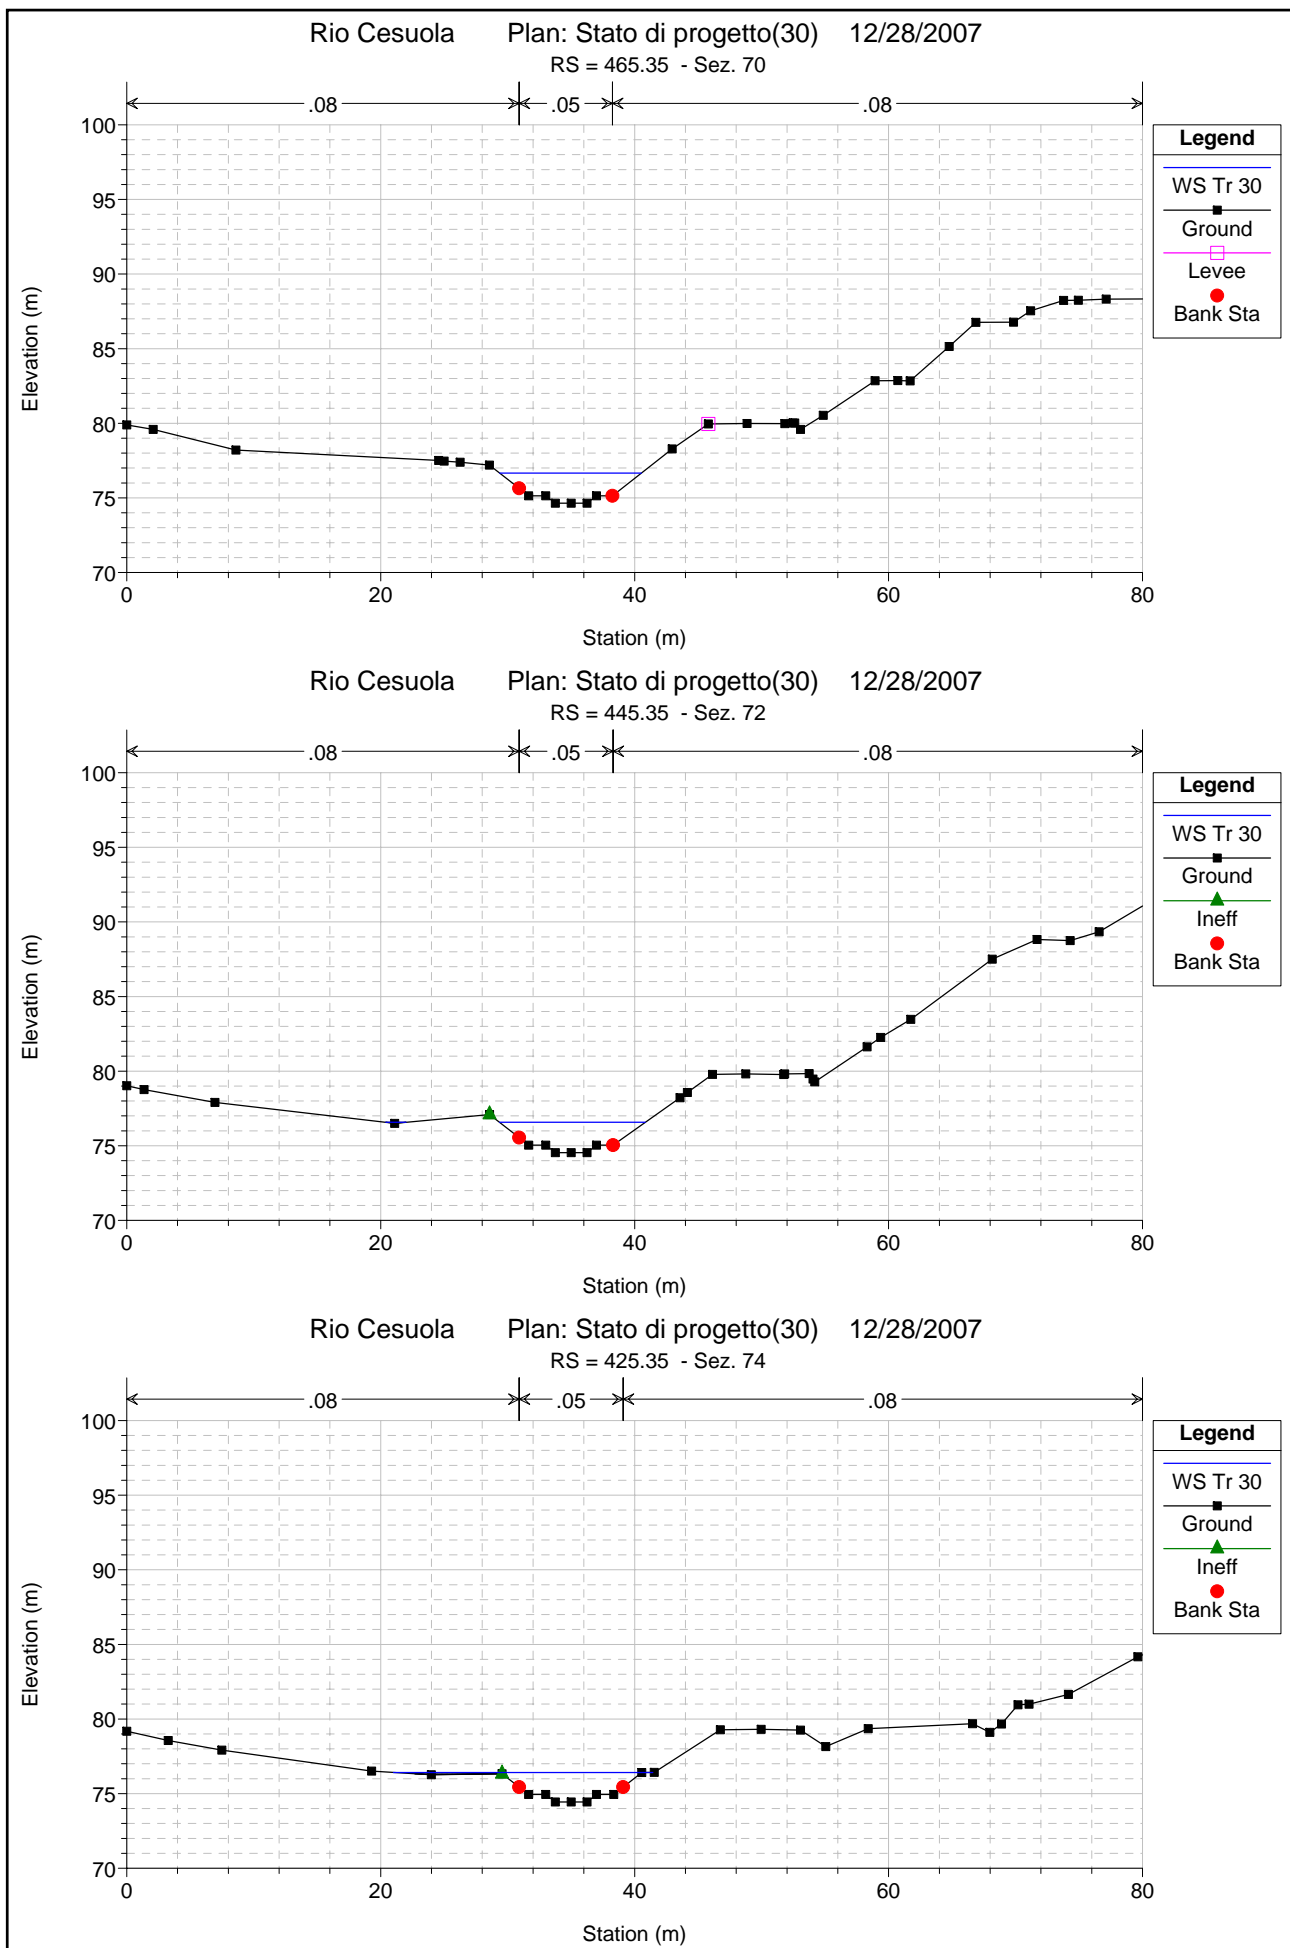 Rio Cesuola Plan: Stato di progetto(30) 12/28/2007
RS = 465.35 - Sez. 70
.08 .05 .08
100
95
90
85
80
75
70
0 20 40 60 80
Elevation (m)
Station (m)
Legend
WS Tr 30
Ground
Levee
Bank Sta
Rio Cesuola Plan: Stato di progetto(30) 12/28/2007
RS = 445.35 - Sez. 72
.08 .05 .08
100
95
90
85
80
75
70
0 20 40 60 80
Elevation (m)
Station (m)
Legend
WS Tr 30
Ground
Ineff
Bank Sta
Rio Cesuola Plan: Stato di progetto(30) 12/28/2007
RS = 425.35 - Sez. 74
.08 .05 .08
100
95
90
85
80
75
70
0 20 40 60 80
Elevation (m)
Station (m)
Legend
WS Tr 30
Ground
Ineff
Bank Sta